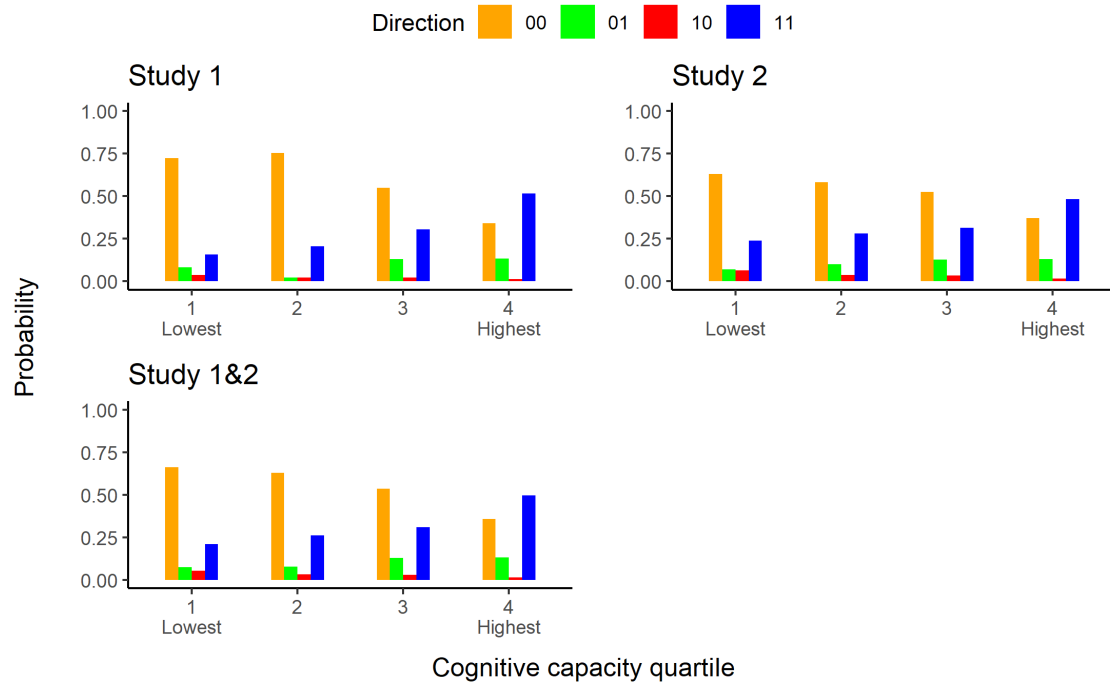 Direction 00 01 10 11
Study 1
1.00
0.75
0.50
0.25
0.00
1 2 3 4
Lowest Highest
Study 2
1.00
0.75
0.50
0.25
0.00
1 2 3 4
Lowest Highest
Probability
Study 1&2
1.00
0.75
0.50
0.25
0.00
1 2 3 4
Lowest Highest
Cognitive capacity quartile